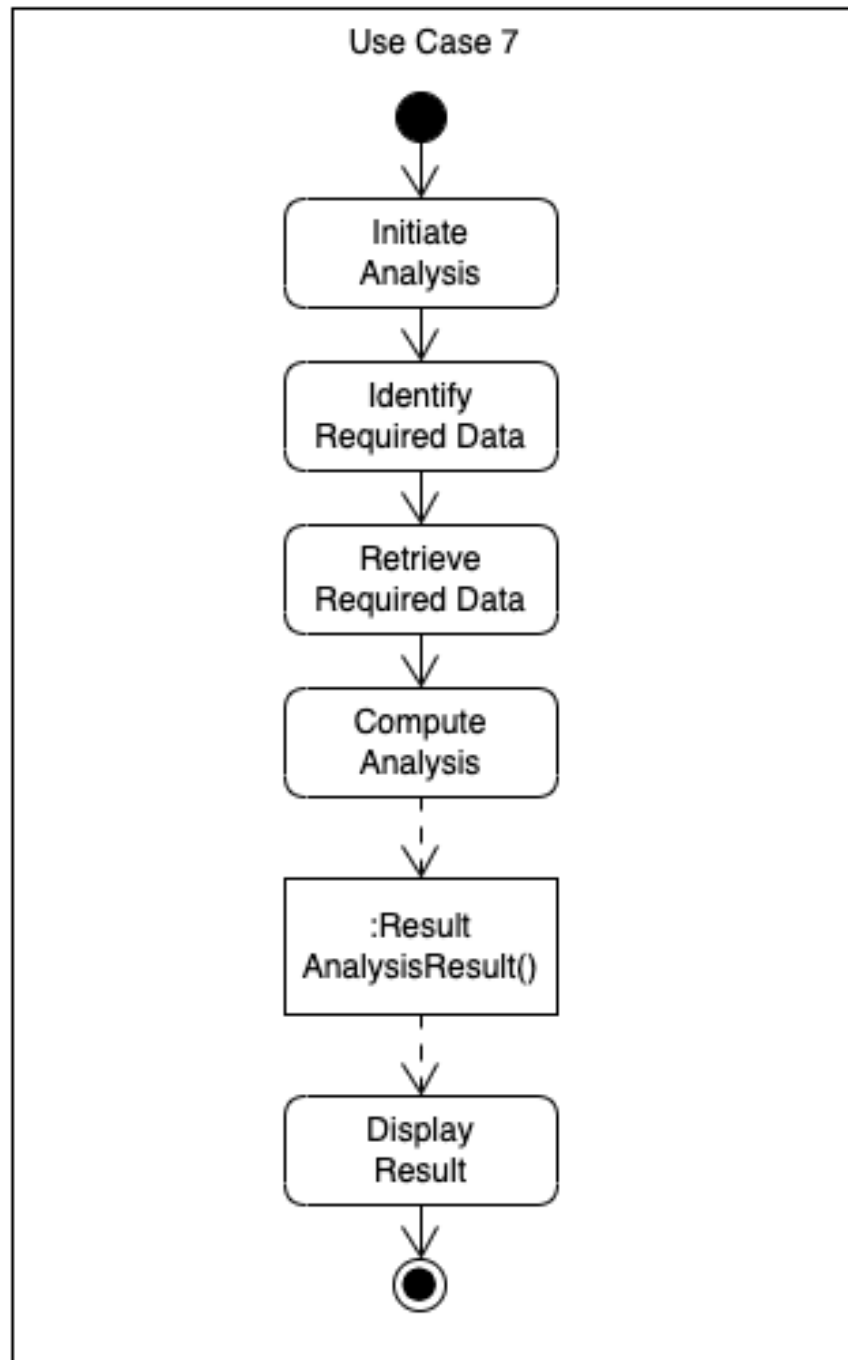 Use Case 7
Initiate
Analysis
Identify
Required Data
Retrieve
Required Data
Compute
Analysis
:Result
AnalysisResult()
Display
Result